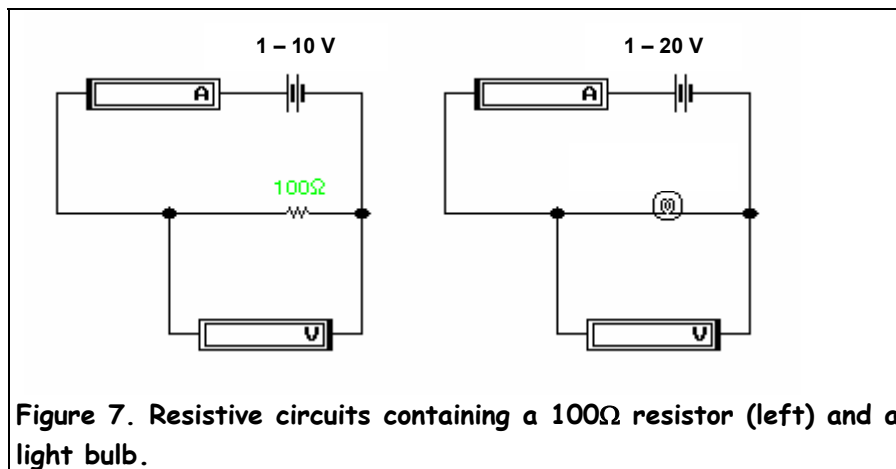 1 – 10 V
1 – 20 V
A
A
100Ω
V
V
Figure 7. Resistive circuits containing a 100Ω resistor (left) and a
light bulb.